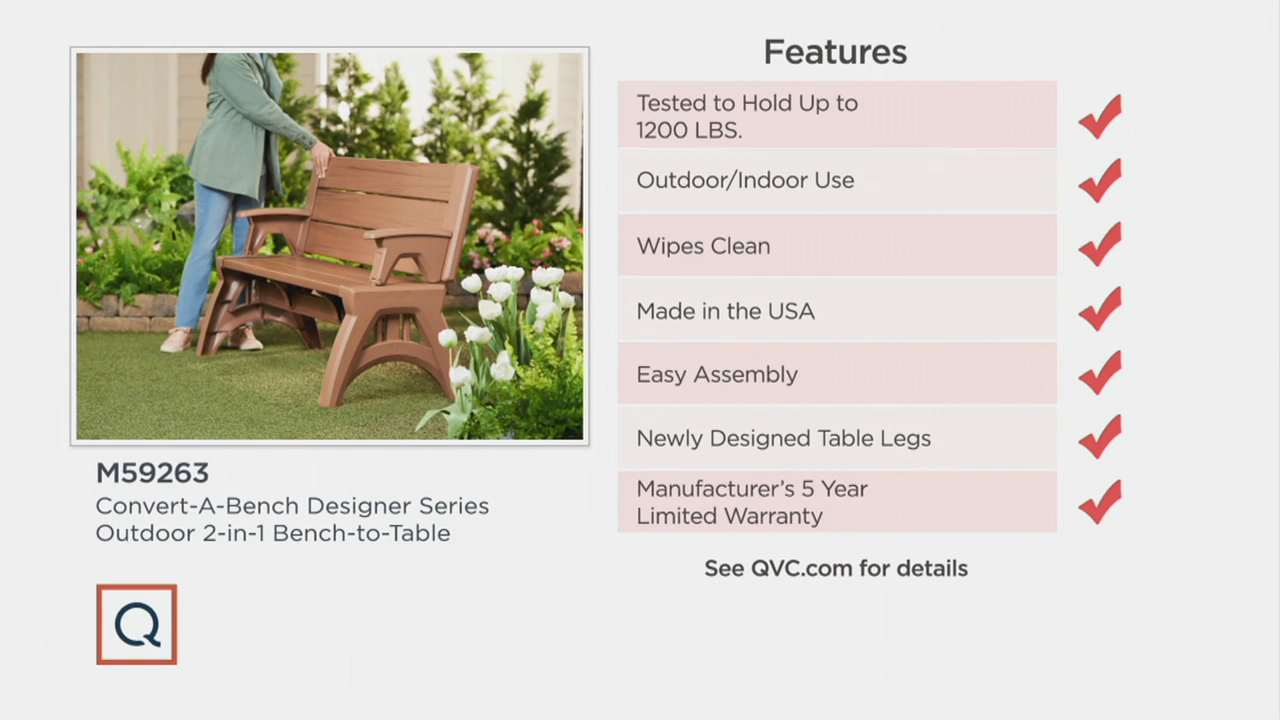 Features
Tested to Hold Up to
1200 LBS.
Outdoor/Indoor Use
Wipes Clean
Made in the USA
Easy Assembly
Newly Designed Table Legs
Manufacturer's 5 Year
Limited Warranty
See QVC.com for details
M59263
Convert-A-Bench Designer Series
Outdoor 2-in-1 Bench-to-Table
Q